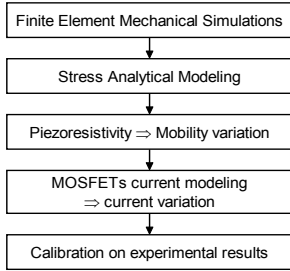 Finite Element Mechanical Simulations
Stress Analytical Modeling
Piezoresistivity ⇒ Mobility variation
MOSFETs current modeling
⇒ current variation
Calibration on experimental results